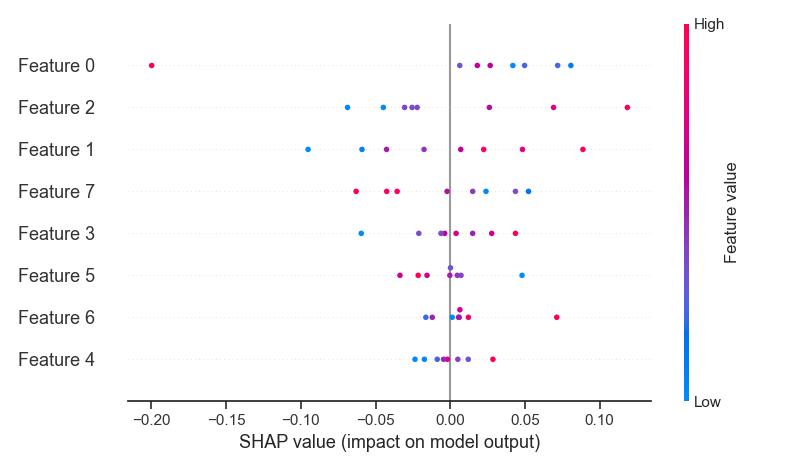 High
Feature 0
Feature 2
Feature 1
Feature 7
Feature 3
Feature 5
Feature 6
Feature 4
Feature value
Low
−0.20 −0.15 −0.10 −0.05 0.00 0.05 0.10
SHAP value (impact on model output)